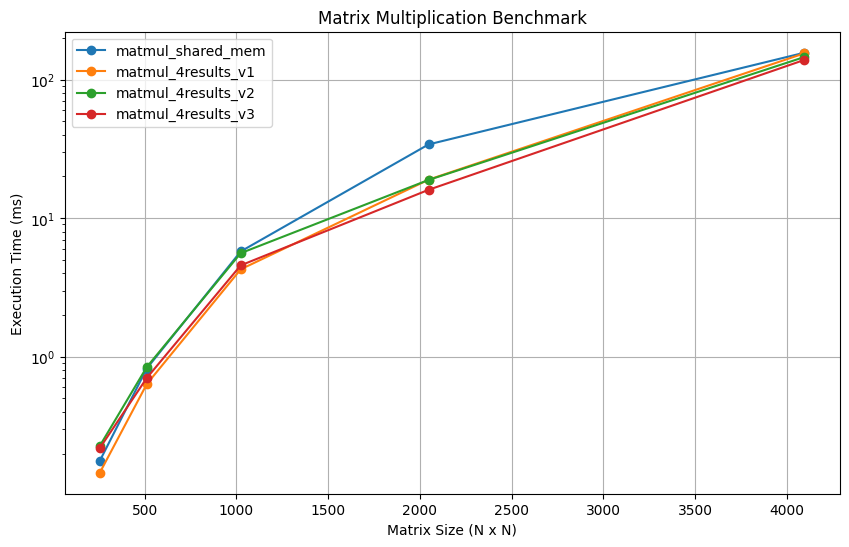 Matrix Multiplication Benchmark
matmul_shared_mem
matmul_4results_v1
matmul_4results_v2
matmul_4results_v3
Execution Time (ms)
10²
10¹
10⁰
500 1000 1500 2000 2500 3000 3500 4000
Matrix Size (N x N)